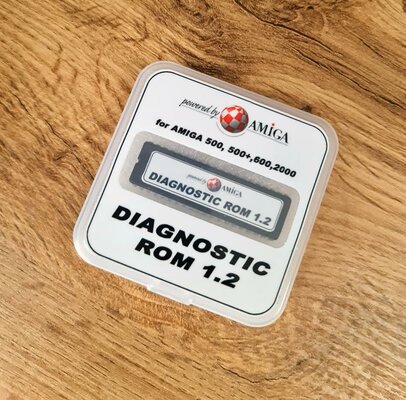 powered by AMIGA
for AMIGA 500, 500+,600,2000
powered by AMIGA
DIAGNOSTIC ROM 1.2
DIAGNOSTIC
ROM 1.2